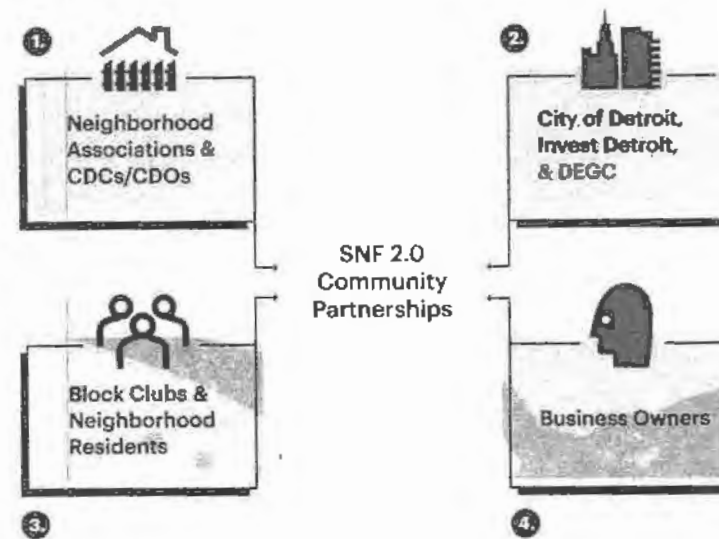 1.
Neighborhood
Associations &
CDCs/CDOs
2.
City of Detroit,
Invest Detroit,
& DEGC
SNF 2.0
Community
Partnerships
Block Clubs &
Neighborhood
Residents
3.
Business Owners
4.